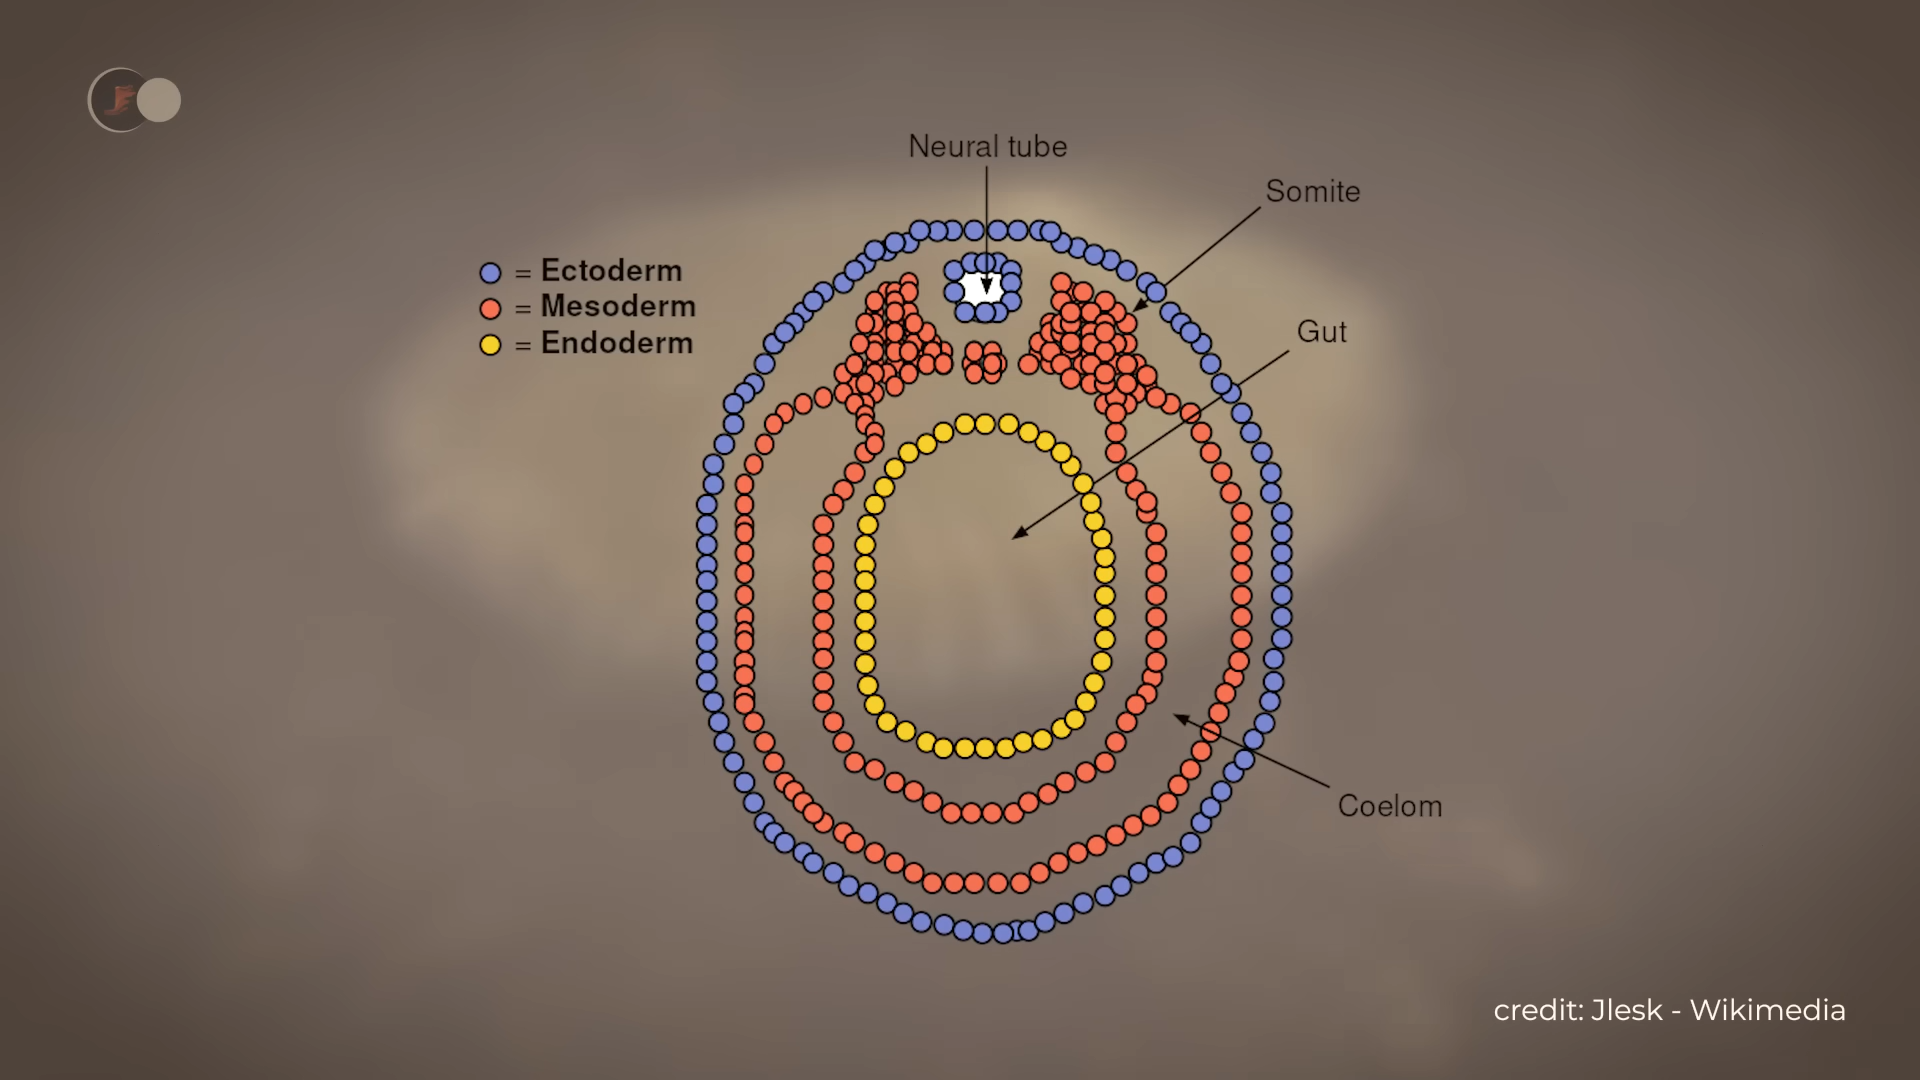 Neural tube
Somite
= Ectoderm
= Mesoderm
= Endoderm
Gut
Coelom
credit: Jlesk - Wikimedia